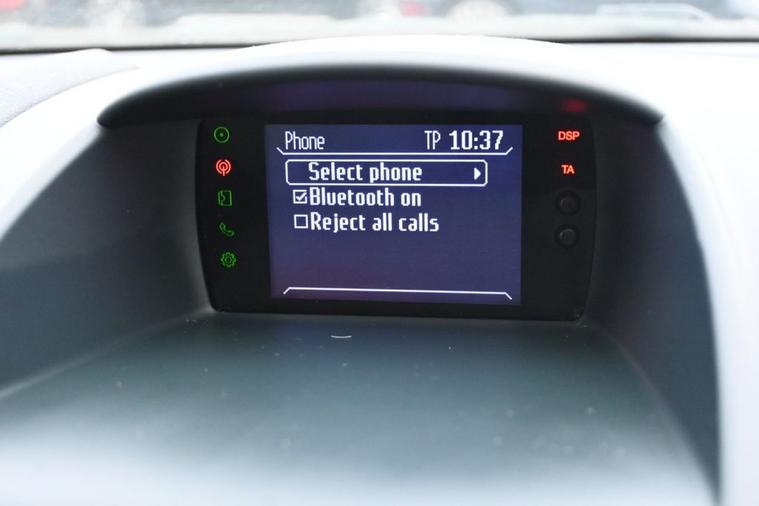 Phone TP 10:37
Select phone
Bluetooth on
Reject all calls
DSP
TA